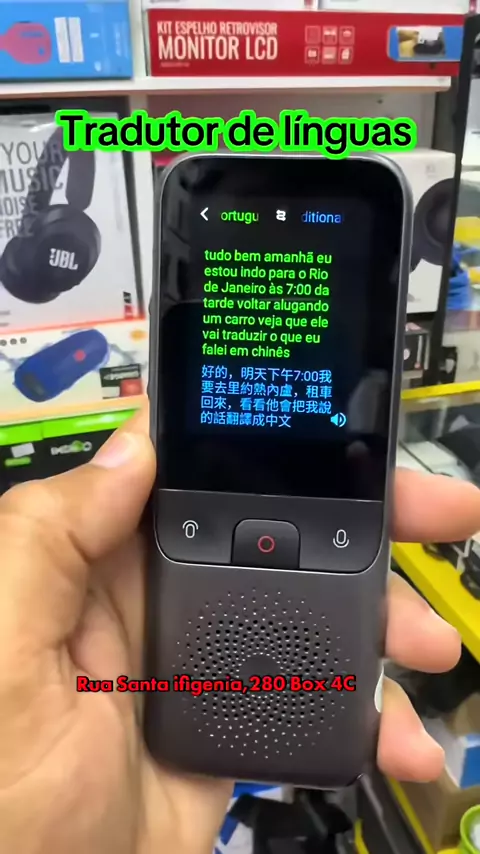 KIT ESPELHO RETROVISOR
MONITOR LCD
Tradutor de línguas
YOUR
MUSIC
NOISE
FREE
JBL
ortugu
ditiona
tudo bem amanhã eu
estou indo para o Rio
de Janeiro às 7:00 da
tarde voltar alugando
um carro veja que ele
vai traduzir o que eu
falei em chinês
好的，明天下午7:00我
要去里約熱內盧，租車
回來，看看他會把我說
的話翻譯成中文
Rua Santa ifigenia,280 Box 4C